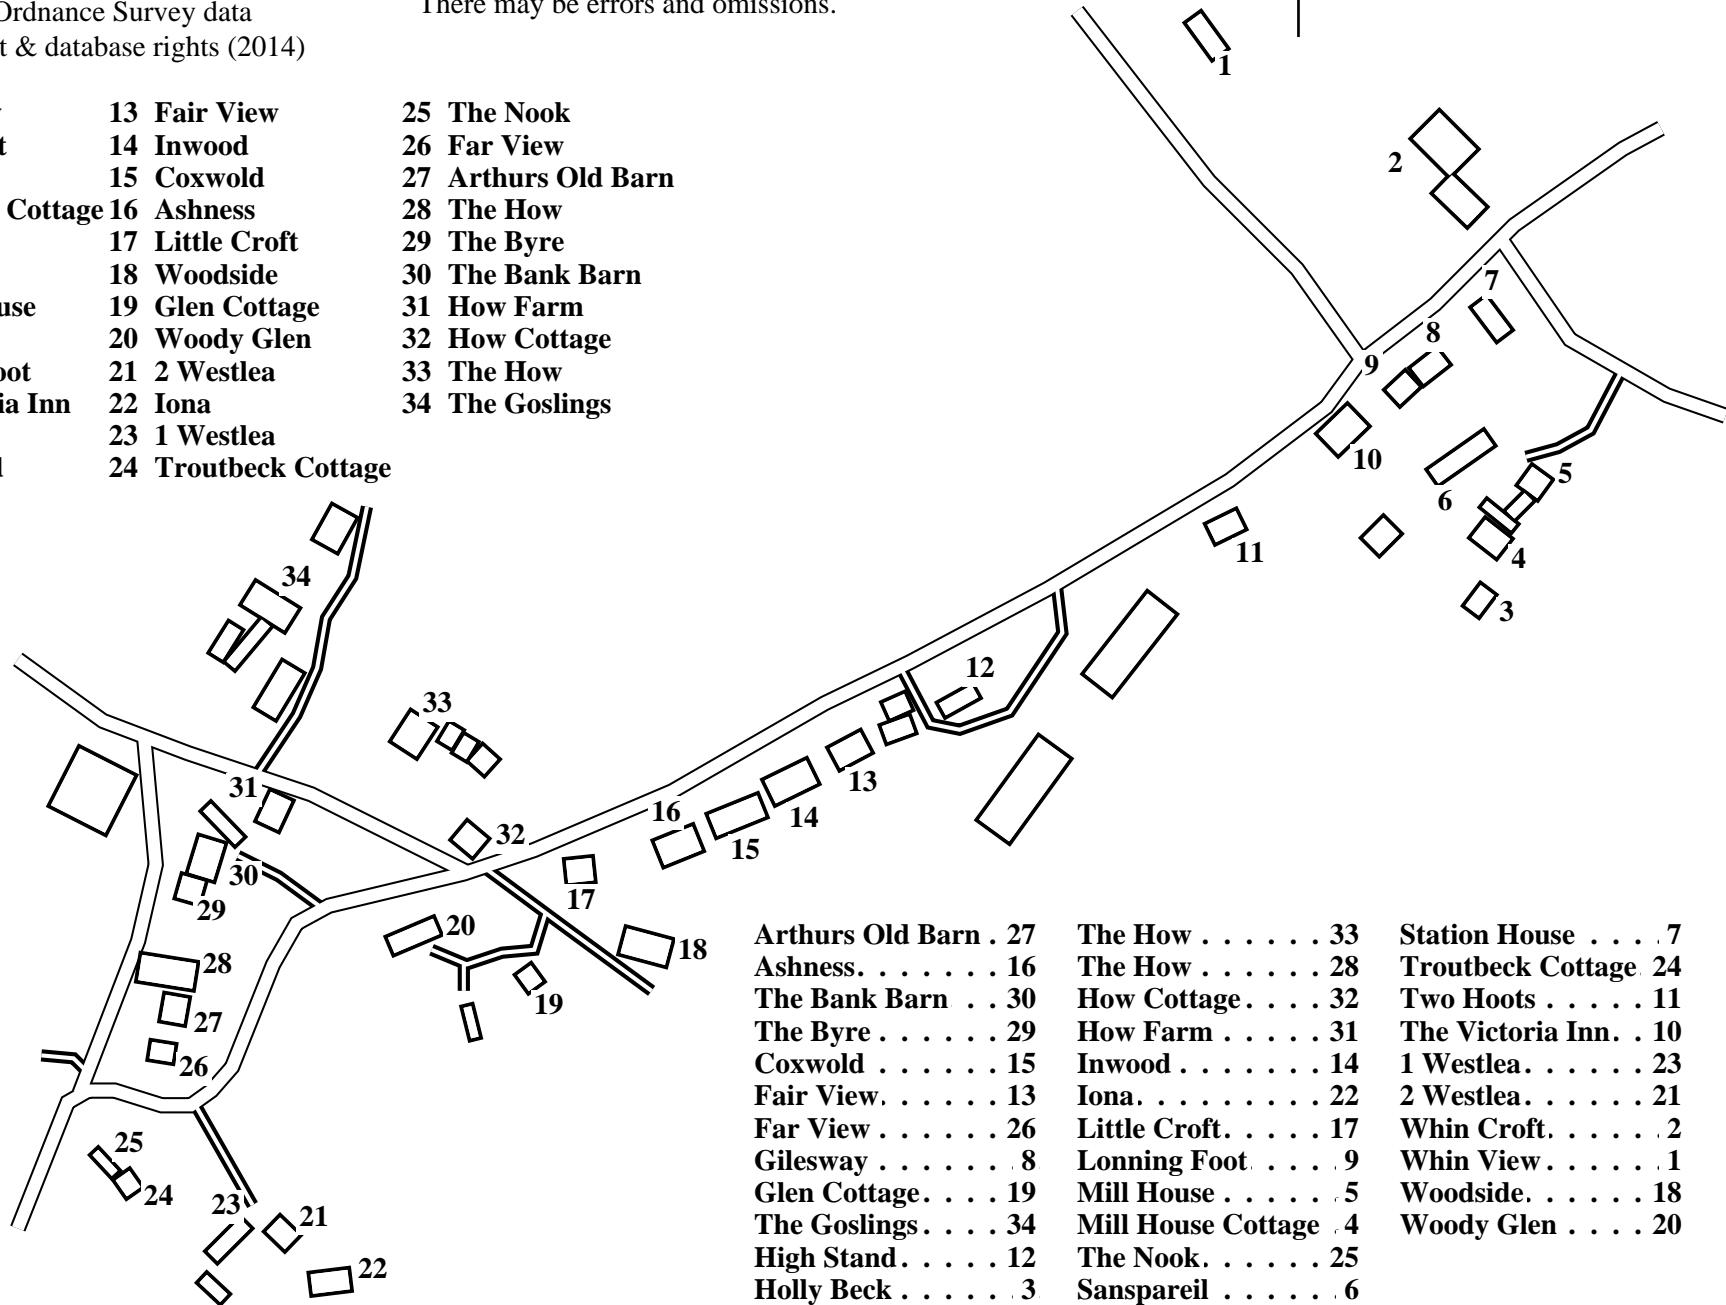 Ordnance Survey data
t & database rights (2014)
There may be errors and omissions.
t
Cottage
use
oot
ia Inn
l
13 Fair View
14 Inwood
15 Coxwold
16 Ashness
17 Little Croft
18 Woodside
19 Glen Cottage
20 Woody Glen
21 2 Westlea
22 Iona
23 1 Westlea
24 Troutbeck Cottage
25 The Nook
26 Far View
27 Arthurs Old Barn
28 The How
29 The Byre
30 The Bank Barn
31 How Farm
32 How Cottage
33 The How
34 The Goslings
1
2
7
8
9
10
6
5
4
3
11
12
13
14
15
16
17
18
19
20
32
33
34
31
30
29
28
27
26
25
24
23
21
22
Arthurs Old Barn . 27
Ashness. . . . . . . 16
The Bank Barn . . 30
The Byre . . . . . . 29
Coxwold . . . . . . 15
Fair View. . . . . . 13
Far View . . . . . . 26
Gilesway . . . . . . . 8
Glen Cottage. . . . 19
The Goslings. . . . 34
High Stand. . . . . 12
Holly Beck . . . . . 3
The How . . . . . . 33
The How . . . . . . 28
How Cottage. . . . 32
How Farm . . . . . 31
Inwood . . . . . . . 14
Iona. . . . . . . . . 22
Little Croft. . . . . 17
Lonning Foot. . . . 9
Mill House . . . . . 5
Mill House Cottage . 4
The Nook. . . . . . 25
Sanspareil . . . . . . 6
Station House . . . . 7
Troutbeck Cottage. 24
Two Hoots . . . . . 11
The Victoria Inn. . 10
1 Westlea. . . . . . 23
2 Westlea. . . . . . 21
Whin Croft. . . . . . 2
Whin View . . . . . 1
Woodside. . . . . . 18
Woody Glen . . . . 20